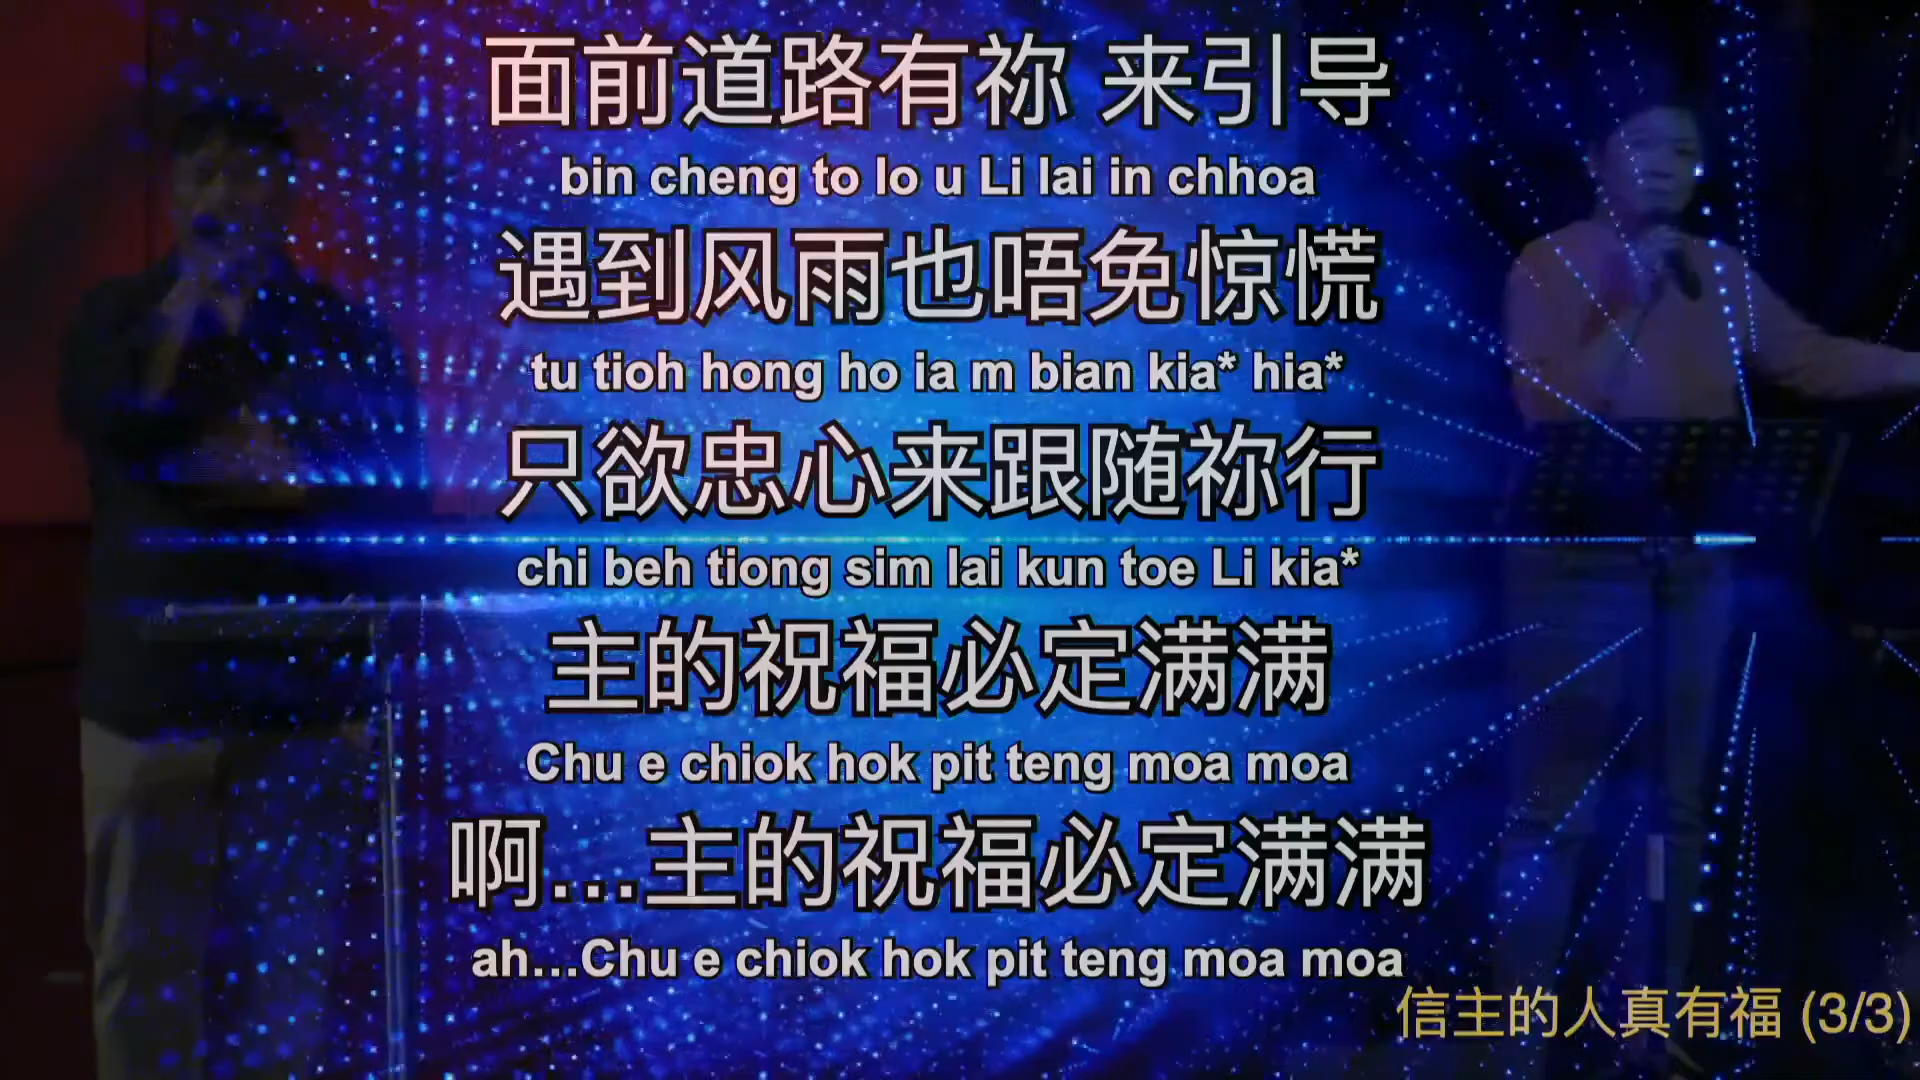 面前道路有祢 来引导
bin cheng to lo u Li lai in chhoa
遇到风雨也唔免惊慌
tu tioh hong ho ia m bian kia* hia*
只欲忠心来跟随祢行
chi beh tiong sim lai kun toe Li kia*
主的祝福必定满满
Chu e chiok hok pit teng moa moa
啊...主的祝福必定满满
ah...Chu e chiok hok pit teng moa moa
信主的人真有福 (3/3)